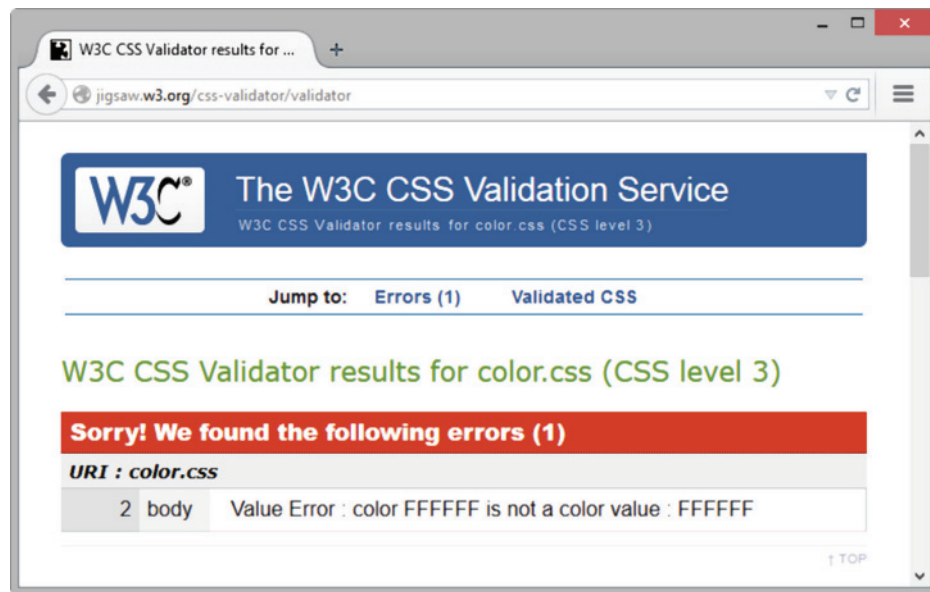 W3C CSS Validator results for ...
jigsaw.w3.org/css-validator/validator
W3C®
The W3C CSS Validation Service
W3C CSS Validator results for color.css (CSS level 3)
Jump to: Errors (1) Validated CSS
W3C CSS Validator results for color.css (CSS level 3)
Sorry! We found the following errors (1)
URI : color.css
2 body Value Error : color FFFFFF is not a color value : FFFFFF
↑ TOP